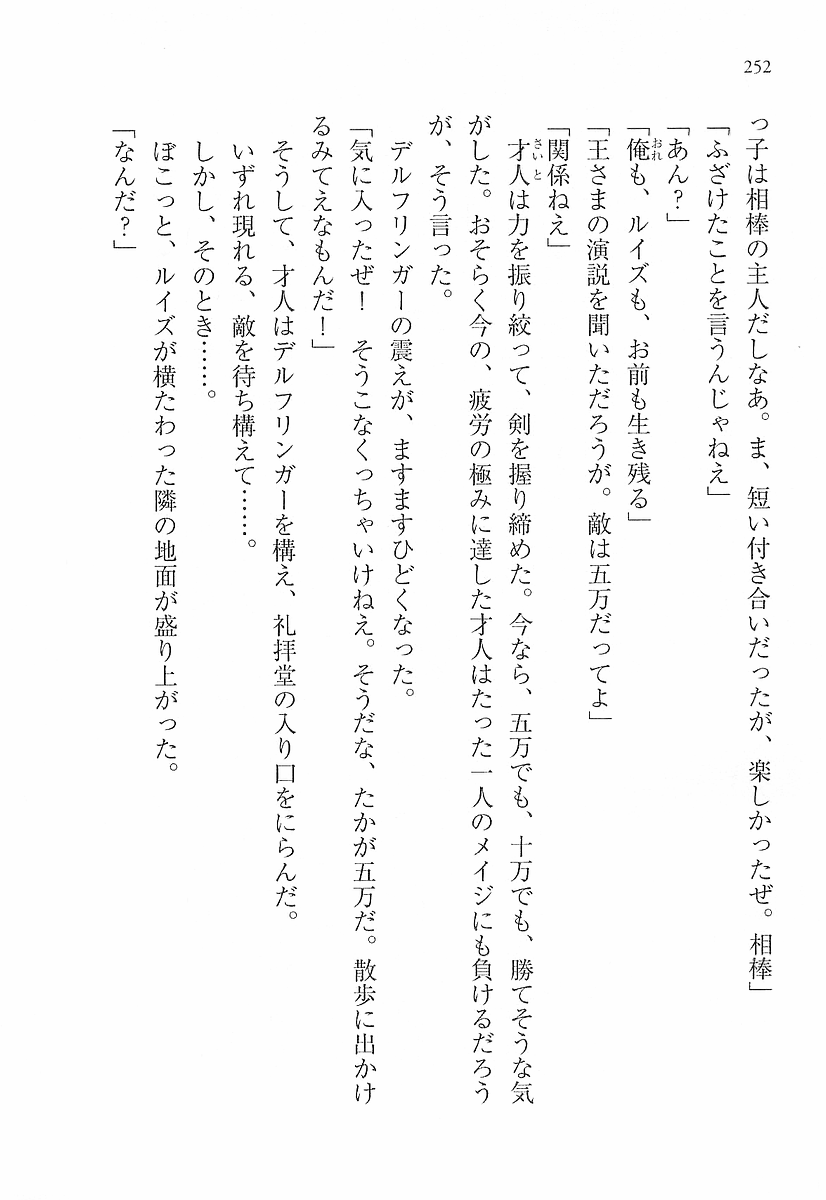 252
っ子は相棒の主人だしなあ。ま、短い付き合いだったが、楽しかったぜ。相棒」
「ふざけたことを言うんじゃねえ」
「あん？」
「俺も、ルイズも、お前も生き残る」
「王さまの演説を聞いただろうが。敵は五万だってよ」
「関係ねえ」
　才人は力を振り絞って、剣を握り締めた。今なら、五万でも、十万でも、勝てそうな気
がした。おそらく今の、疲労の極みに達した才人はたった一人のメイジにも負けるだろう
が、そう言った。
　デルフリンガーの震えが、ますますひどくなった。
「気に入ったぜ！　そうこなくっちゃいけねえ。そうだな、たかが五万だ。散歩に出かけ
るみてえなもんだ！」
　そうして、才人はデルフリンガーを構え、礼拝堂の入り口をにらんだ。
　いずれ現れる、敵を待ち構えて……。
　しかし、そのとき……。
　ぼこっと、ルイズが横たわった隣の地面が盛り上がった。
「なんだ？」